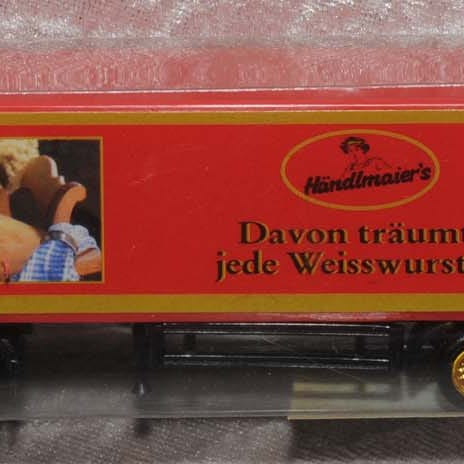 Händlmaier's
Davon träum
jede Weisswurst